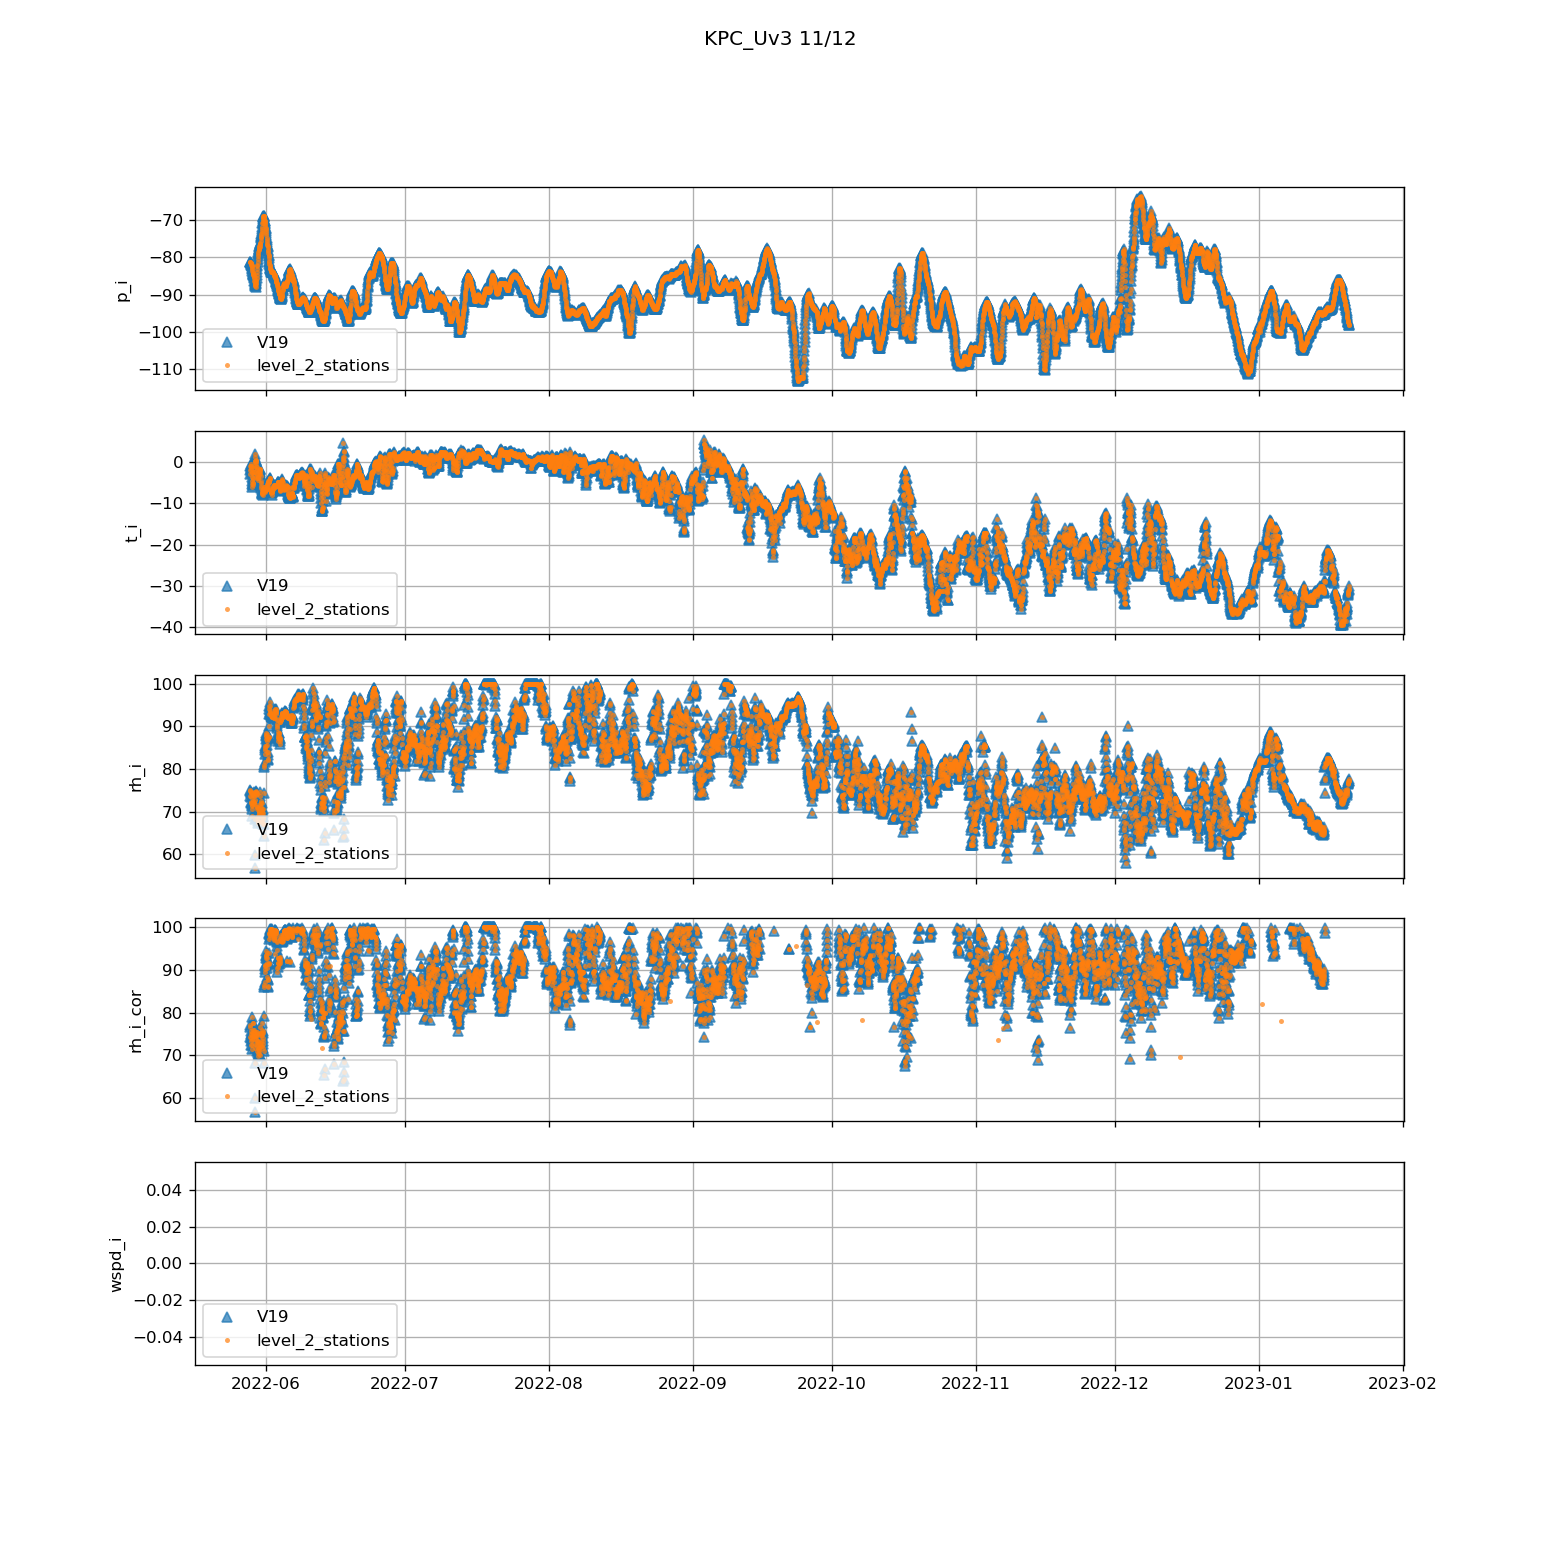 KPC_Uv3 11/12
p_i
−70
−80
−90
−100
−110
V19
level_2_stations
t_i
0
−10
−20
−30
−40
V19
level_2_stations
rh_i
100
90
80
70
60
V19
level_2_stations
rh_i_cor
100
90
80
70
60
V19
level_2_stations
wspd_i
0.04
0.02
0.00
−0.02
−0.04
V19
level_2_stations
2022-06 2022-07 2022-08 2022-09 2022-10 2022-11 2022-12 2023-01 2023-02